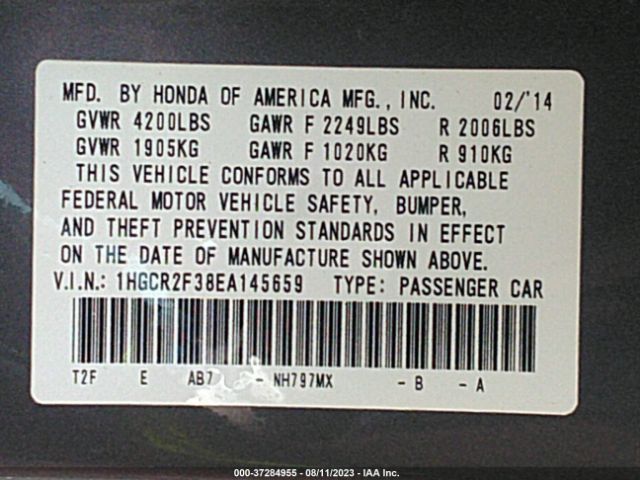 MFD. BY HONDA OF AMERICA MFG., INC. 02/'14
GVWR 4200LBS GAWR F 2249LBS R 2006LBS
GVWR 1905KG GAWR F 1020KG R 910KG
THIS VEHICLE CONFORMS TO ALL APPLICABLE
FEDERAL MOTOR VEHICLE SAFETY, BUMPER,
AND THEFT PREVENTION STANDARDS IN EFFECT
ON THE DATE OF MANUFACTURE SHOWN ABOVE.
V.I.N.: 1HGCR2F38EA145659 TYPE: PASSENGER CAR
T2F E AB7 - NH797MX - B - A
000-37284955 - 08/11/2023 - IAA Inc.